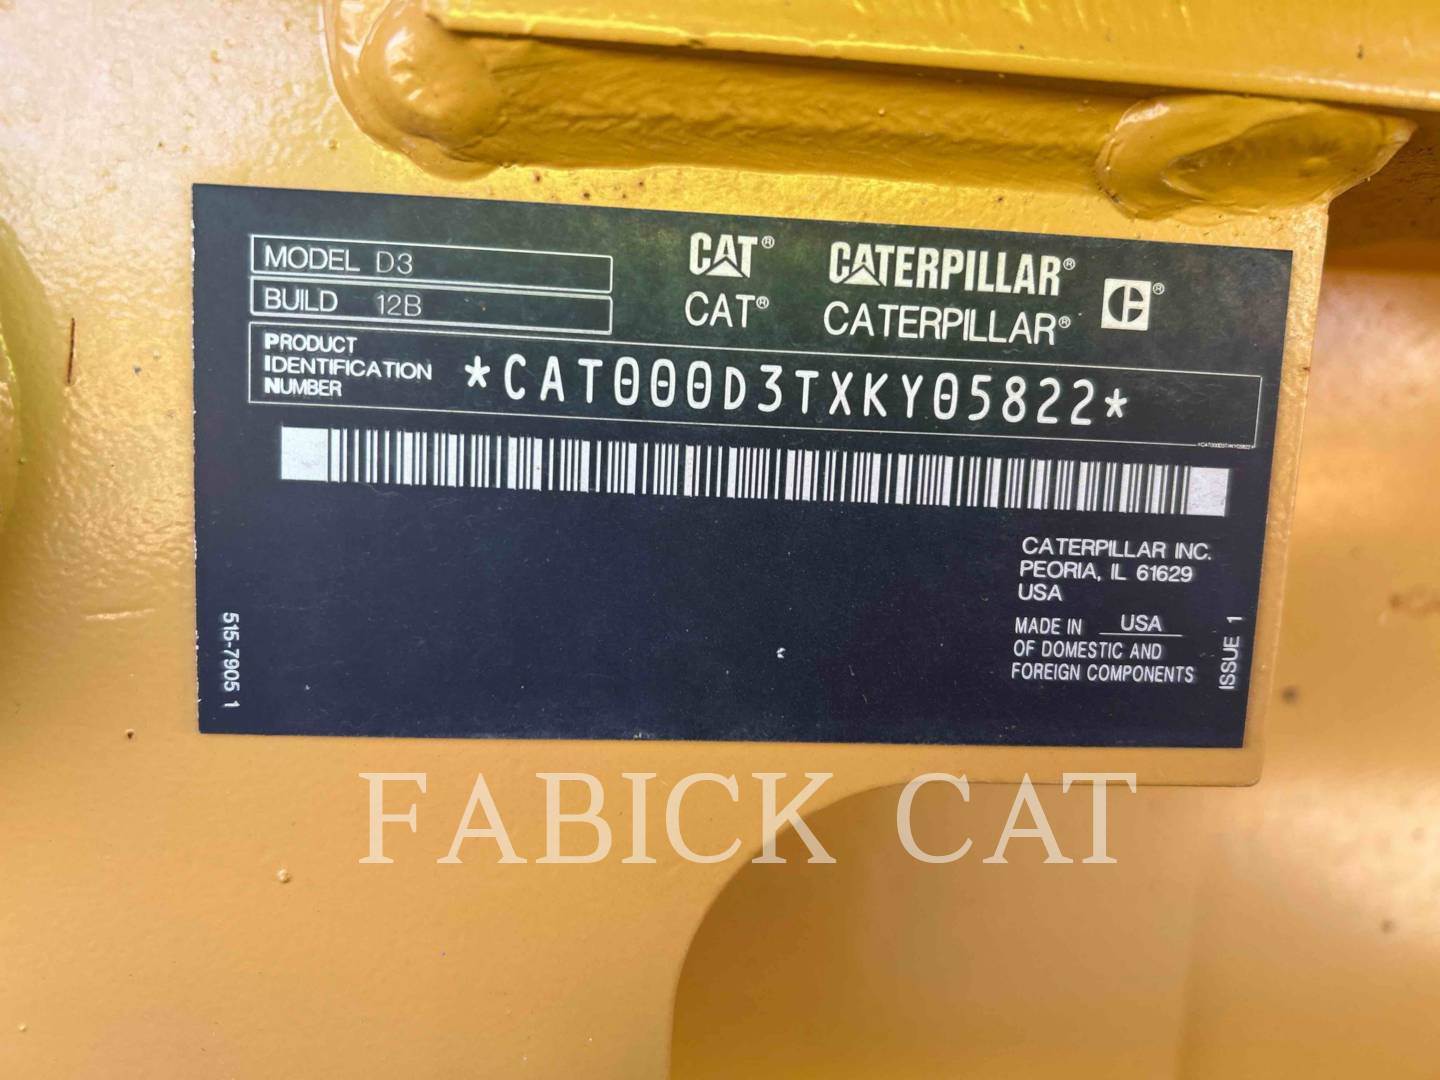 MODEL D3
BUILD 12B
CAT® CATERPILLAR®
CAT® CATERPILLAR®
PRODUCT
IDENTIFICATION
NUMBER
*CAT000D3TXKY05822*
*CAT000D3TXKY05822*
CATERPILLAR INC.
PEORIA, IL 61629
USA
MADE IN USA
OF DOMESTIC AND
FOREIGN COMPONENTS
515-7905 1
ISSUE 1
FABICK CAT